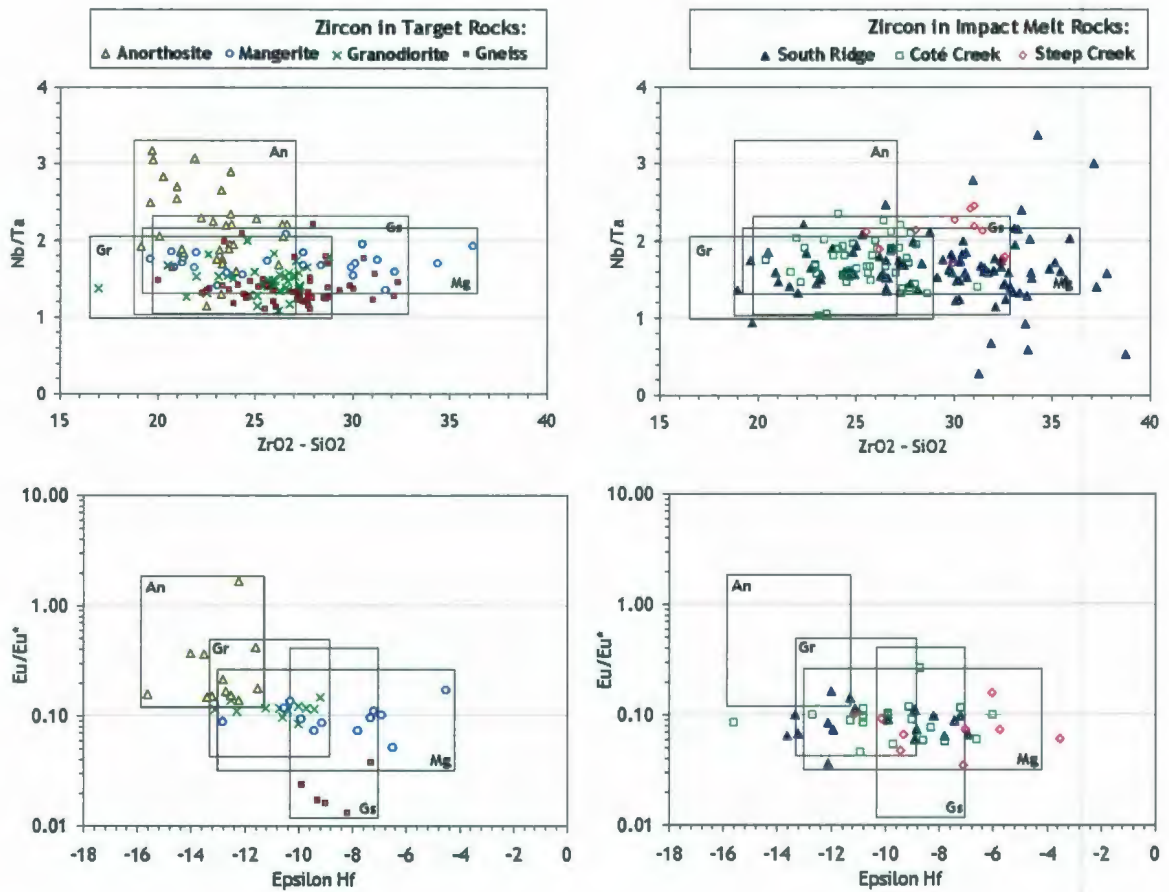 Zircon in Target Rocks:
Anorthosite Mangerite Granodiorite Gneiss
Zircon in Impact Melt Rocks:
South Ridge Coté Creek Steep Creek
4
3
2
1
0
Nb/Ta
An
Gs
Gr
Mg
15 20 25 30 35 40
ZrO2 - SiO2
4
3
2
1
0
Nb/Ta
An
Gs
Gr
Mg
15 20 25 30 35 40
ZrO2 - SiO2
10.00
1.00
0.10
0.01
Eu/Eu*
An
Gr
Mg
Gs
-18 -16 -14 -12 -10 -8 -6 -4 -2 0
Epsilon Hf
10.00
1.00
0.10
0.01
Eu/Eu*
An
Gr
Mg
Gs
-18 -16 -14 -12 -10 -8 -6 -4 -2 0
Epsilon Hf